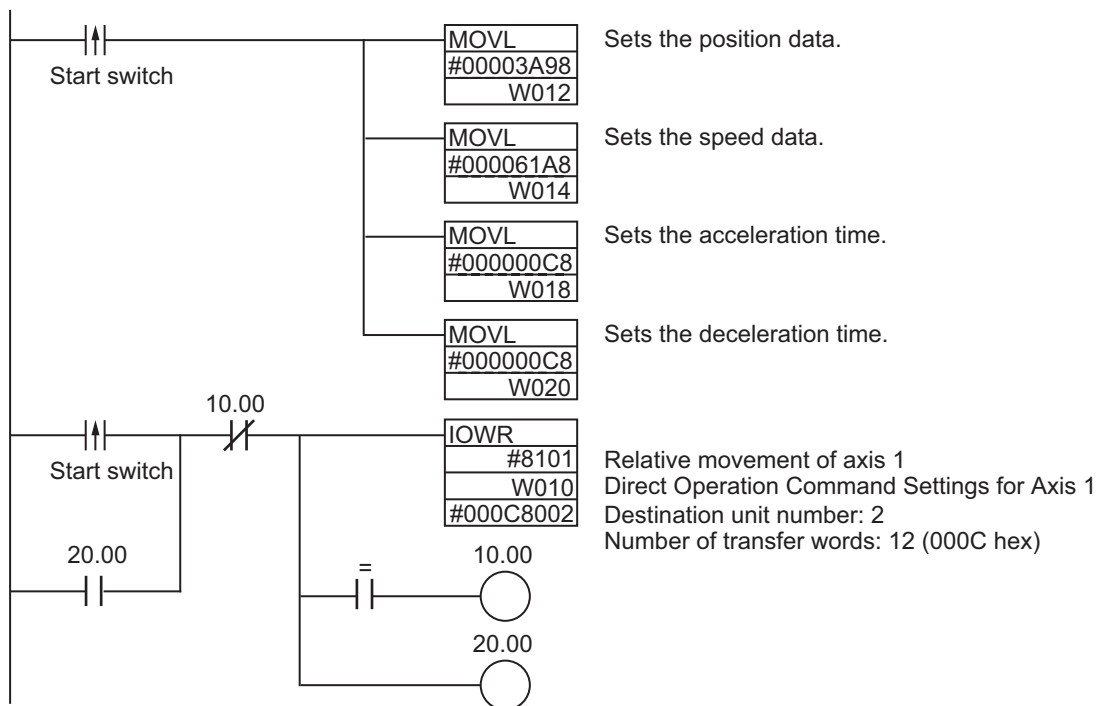 MOVL Sets the position data.
#00003A98
Start switch
W012
MOVL Sets the speed data.
#000061A8
W014
MOVL Sets the acceleration time.
#000000C8
W018
MOVL Sets the deceleration time.
#000000C8
W020
10.00
IOWR
#8101 Relative movement of axis 1
Start switch
W010 Direct Operation Command Settings for Axis 1
#000C8002 Destination unit number: 2
Number of transfer words: 12 (000C hex)
20.00
=
10.00
20.00